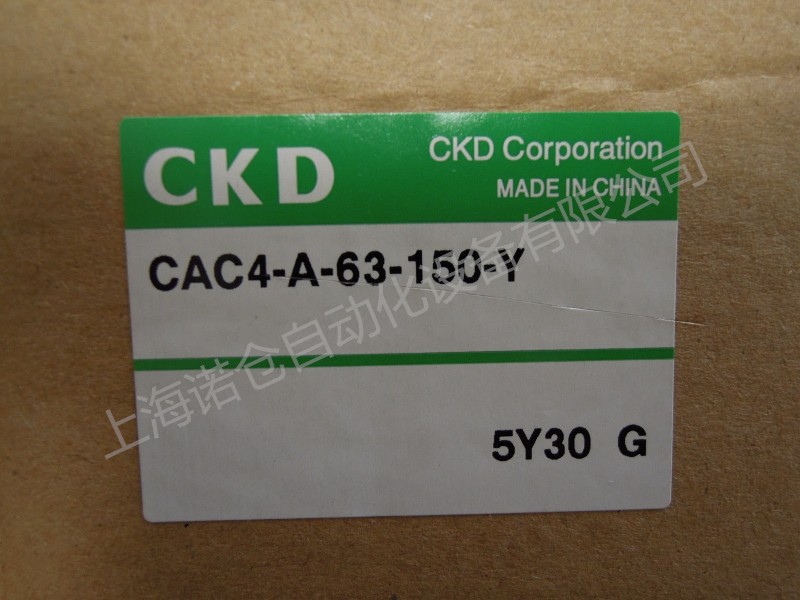 CKD
CKD Corporation
MADE IN CHINA
CAC4-A-63-150-Y
上海诺仓自动化设备有限公司
5Y30 G